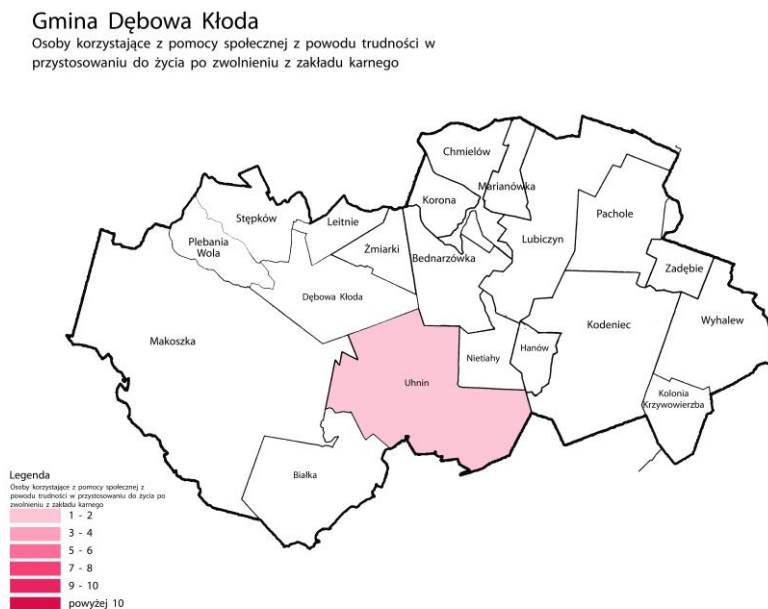 Gmina Dębowa Kłoda
Osoby korzystające z pomocy społecznej z powodu trudności w
przystosowaniu do życia po zwolnieniu z zakładu karnego
Chmielów
Marianówka
Korona
Pachole
Stępków
Leitnie
Plebania
Wola
Żmiarki
Lubiczyn
Bednarzówka
Zadębie
Dębowa Kłoda
Wyhalew
Kodeniec
Makoszka
Hanów
Nietiahy
Uhnin
Kolonia
Krzywowierzba
Białka
Legenda
Osoby korzystające z pomocy społecznej z
powodu trudności w przystosowaniu do życia po
zwolnieniu z zakładu karnego
1 - 2
3 - 4
5 - 6
7 - 8
9 - 10
powyżej 10